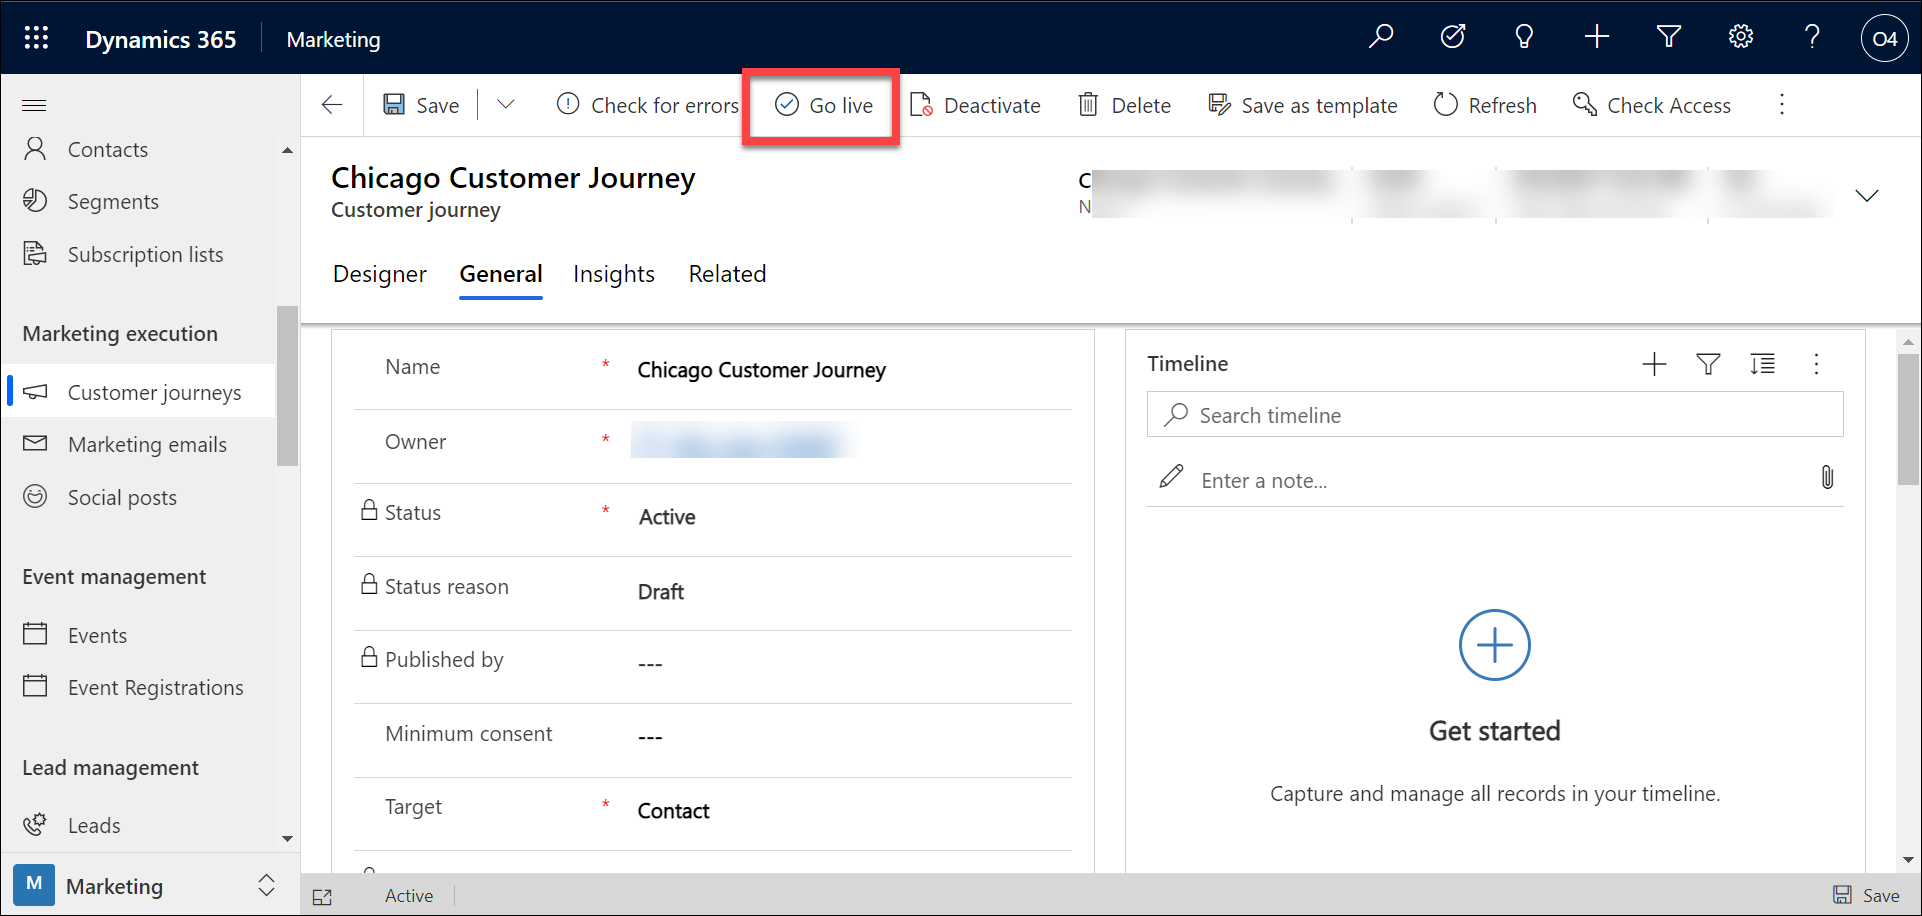 Dynamics 365 Marketing O4
Save Check for errors Go live Deactivate Delete Save as template Refresh Check Access
Contacts
Segments
Subscription lists
Marketing execution
Customer journeys
Marketing emails
Social posts
Event management
Events
Event Registrations
Lead management
Leads
M Marketing
Chicago Customer Journey
Customer journey
C
N
Designer General Insights Related
Name * Chicago Customer Journey
Owner *
Status * Active
Status reason Draft
Published by ---
Minimum consent ---
Target * Contact
Timeline
Search timeline
Enter a note...
Get started
Capture and manage all records in your timeline.
Active
Save